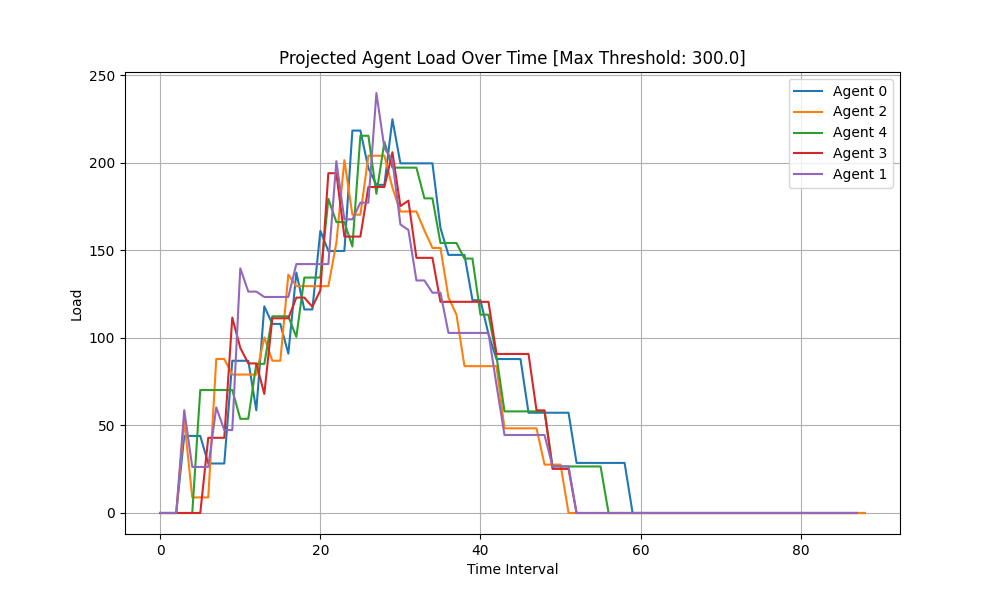 Projected Agent Load Over Time [Max Threshold: 300.0]
Load
250
200
150
100
50
0
0 20 40 60 80
Time Interval
Agent 0
Agent 2
Agent 4
Agent 3
Agent 1